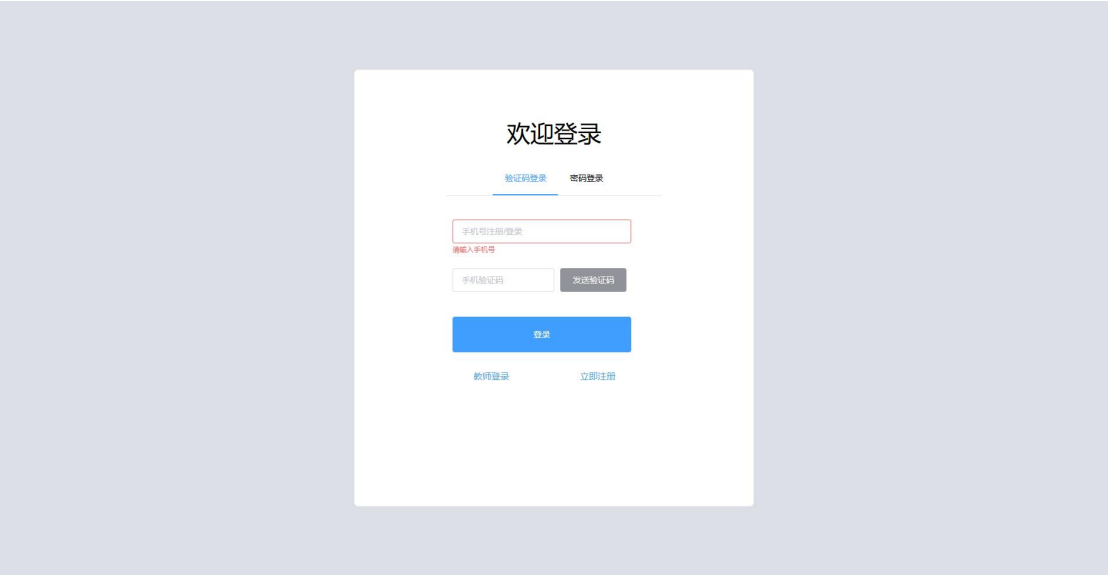 欢迎登录
验证码登录 密码登录
手机号注册/登录
请输入手机号
手机验证码 发送验证码
登录
教师登录 立即注册